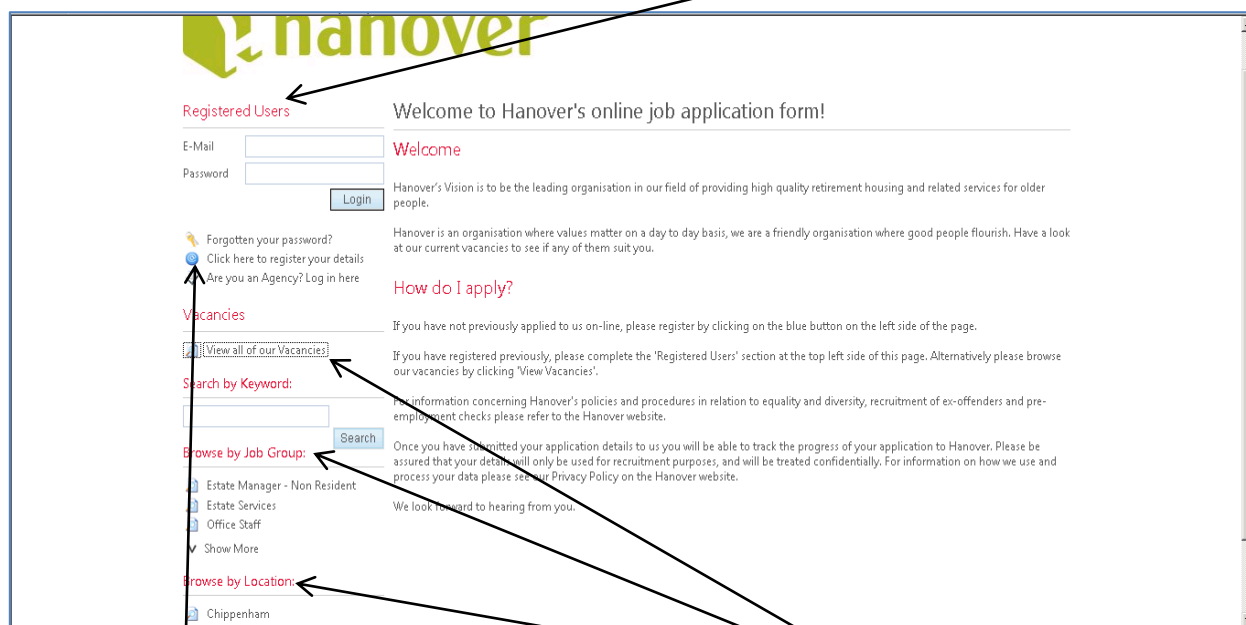 hanover
Registered Users
E-Mail
Password
Login
Forgotten your password?
Click here to register your details
Are you an Agency? Log in here
Vacancies
View all of our Vacancies
Search by Keyword:
Search
Browse by Job Group:
Estate Manager - Non Resident
Estate Services
Office Staff
Show More
Browse by Location:
Chippenham
Welcome to Hanover's online job application form!
Welcome
Hanover's Vision is to be the leading organisation in our field of providing high quality retirement housing and related services for older
people.
Hanover is an organisation where values matter on a day to day basis, we are a friendly organisation where good people flourish. Have a look
at our current vacancies to see if any of them suit you.
How do I apply?
If you have not previously applied to us on-line, please register by clicking on the blue button on the left side of the page.
If you have registered previously, please complete the 'Registered Users' section at the top left side of this page. Alternatively please browse
our vacancies by clicking 'View Vacancies'.
For information concerning Hanover's policies and procedures in relation to equality and diversity, recruitment of ex-offenders and pre-
employment checks please refer to the Hanover website.
Once you have submitted your application details to us you will be able to track the progress of your application to Hanover. Please be
assured that your details will only be used for recruitment purposes, and will be treated confidentially. For information on how we use and
process your data please see our Privacy Policy on the Hanover website.
We look forward to hearing from you.